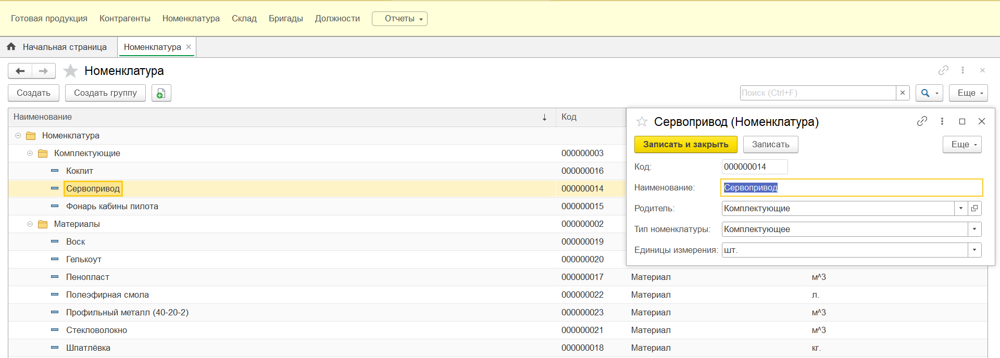 Готовая продукция Контрагенты Номенклатура Склад Бригады Должности Отчеты
Начальная страница Номенклатура
Номенклатура
Создать Создать группу Поиск (Ctrl+F) Еще
Наименование Код
Сервопривод (Номенклатура)
Номенклатура
Записать и закрыть Записать Еще
Комплектующие 000000003
Код: 000000014
Кокпит 000000016
Наименование: Сервопривод
Сервопривод 000000014
Родитель: Комплектующие
Фонарь кабины пилота 000000015
Тип номенклатуры: Комплектующее
Материалы 000000002
Единицы измерения: шт.
Воск 000000019
Гелькоут 000000020
Пенопласт 000000017 Материал м^3
Полеэфирная смола 000000022 Материал л.
Профильный металл (40-20-2) 000000023 Материал м^3
Стекловолокно 000000021 Материал м^3
Шпатлёвка 000000018 Материал кг.